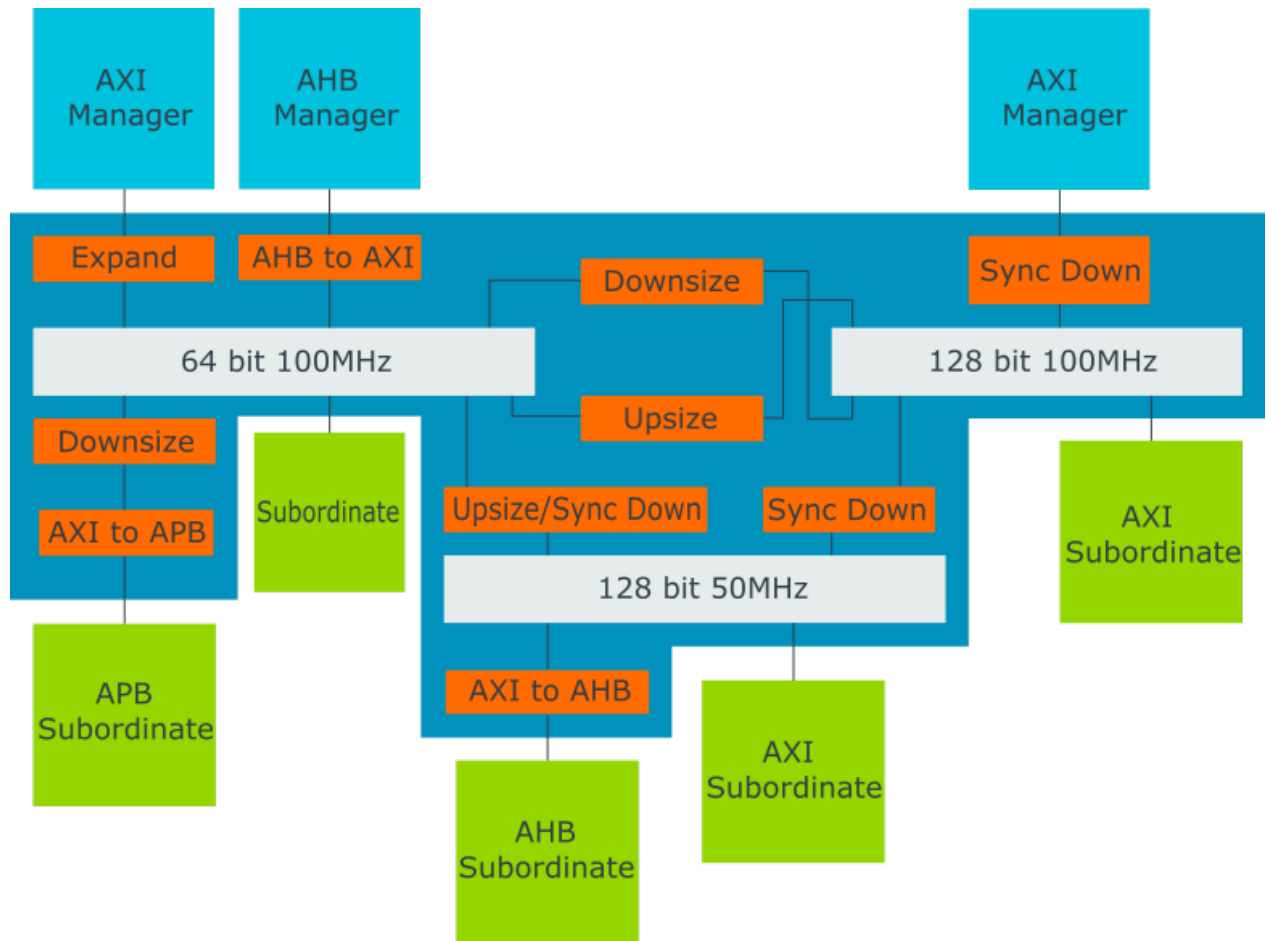 AXI
Manager
AHB
Manager
AXI
Manager
Expand
AHB to AXI
Downsize
Sync Down
64 bit 100MHz
128 bit 100MHz
Downsize
Upsize
Subordinate
AXI to APB
Upsize/Sync Down
Sync Down
AXI
Subordinate
128 bit 50MHz
APB
Subordinate
AXI to AHB
AXI
Subordinate
AHB
Subordinate